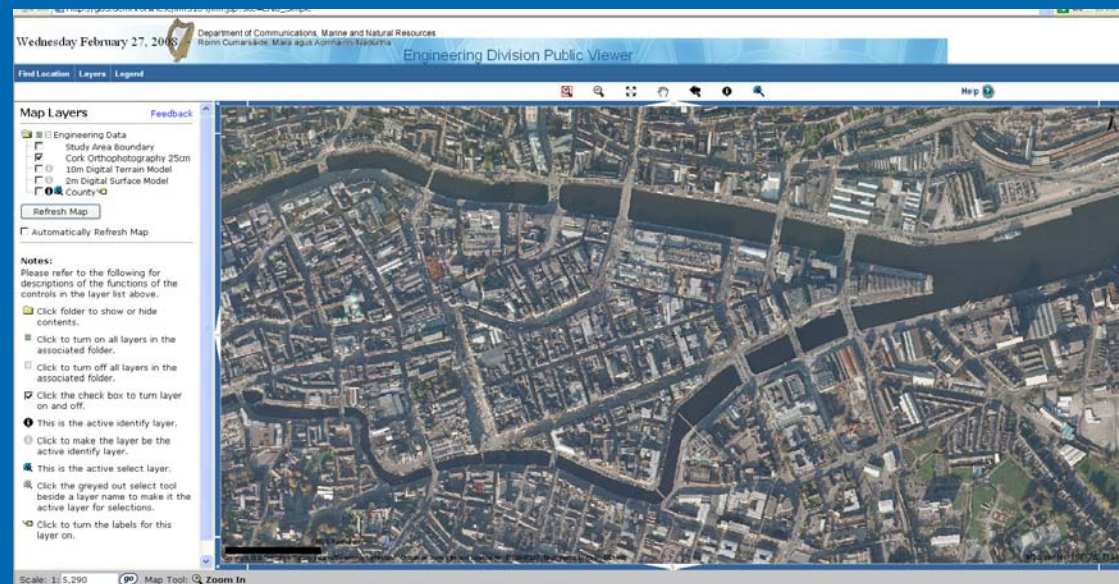 Wednesday February 27, 2008
Department of Communications, Marine and Natural Resources
Roinn Cumarsáide, Mara agus Acmhainní Nádúrtha
Engineering Division Public Viewer
Find Location Layers Legend
Help
Map Layers Feedback
Engineering Data
Study Area Boundary
Cork Orthophotography 25cm
10m Digital Terrain Model
2m Digital Surface Model
County
Refresh Map
Automatically Refresh Map
Notes:
Please refer to the following for
descriptions of the functions of the
controls in the layer list above.
Click folder to show or hide
contents.
Click to turn on all layers in the
associated folder.
Click to turn off all layers in the
associated folder.
Click the check box to turn layer
on and off.
This is the active identify layer.
Click to make the layer be the
active identify layer.
This is the active select layer.
Click the greyed out select tool
beside a layer name to make it the
active layer for selections.
Click to turn the labels for this
layer on.
Scale: 1: 5,290 go Map Tool: Zoom In